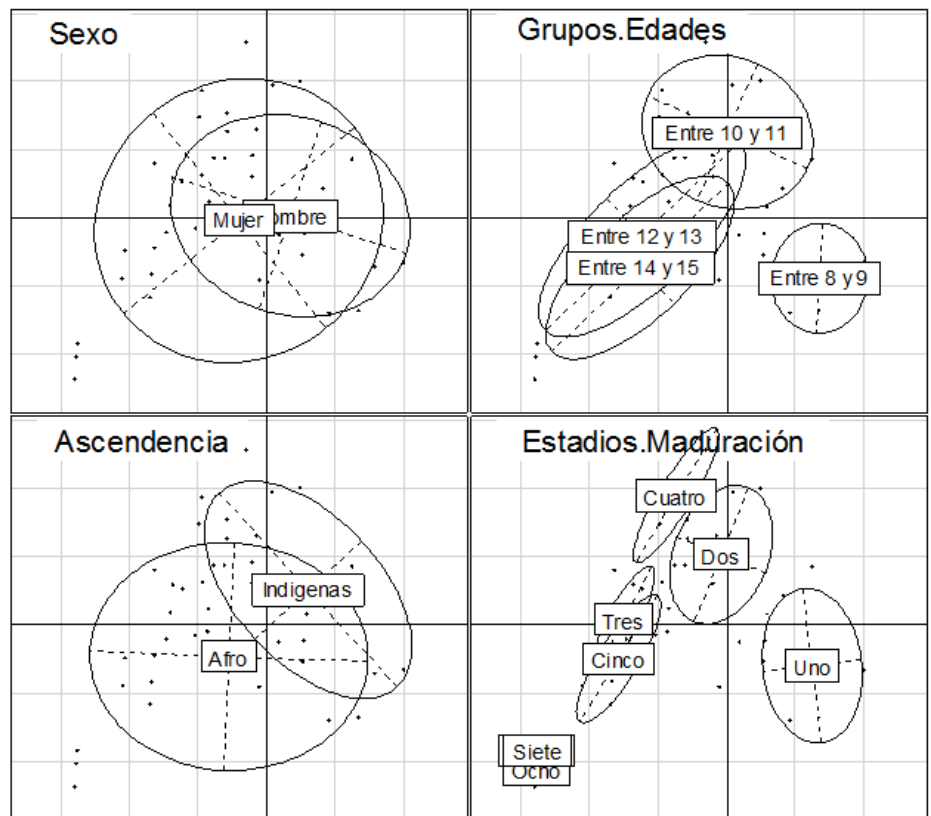 Sexo
Mujer
ombre
Grupos.Edades
Entre 10 y 11
Entre 12 y 13
Entre 14 y 15
Entre 8 y 9
Ascendencia
Indigenas
Afro
Estadios.Maduración
Cuatro
Dos
Tres
Cinco
Uno
Siete
Ocho